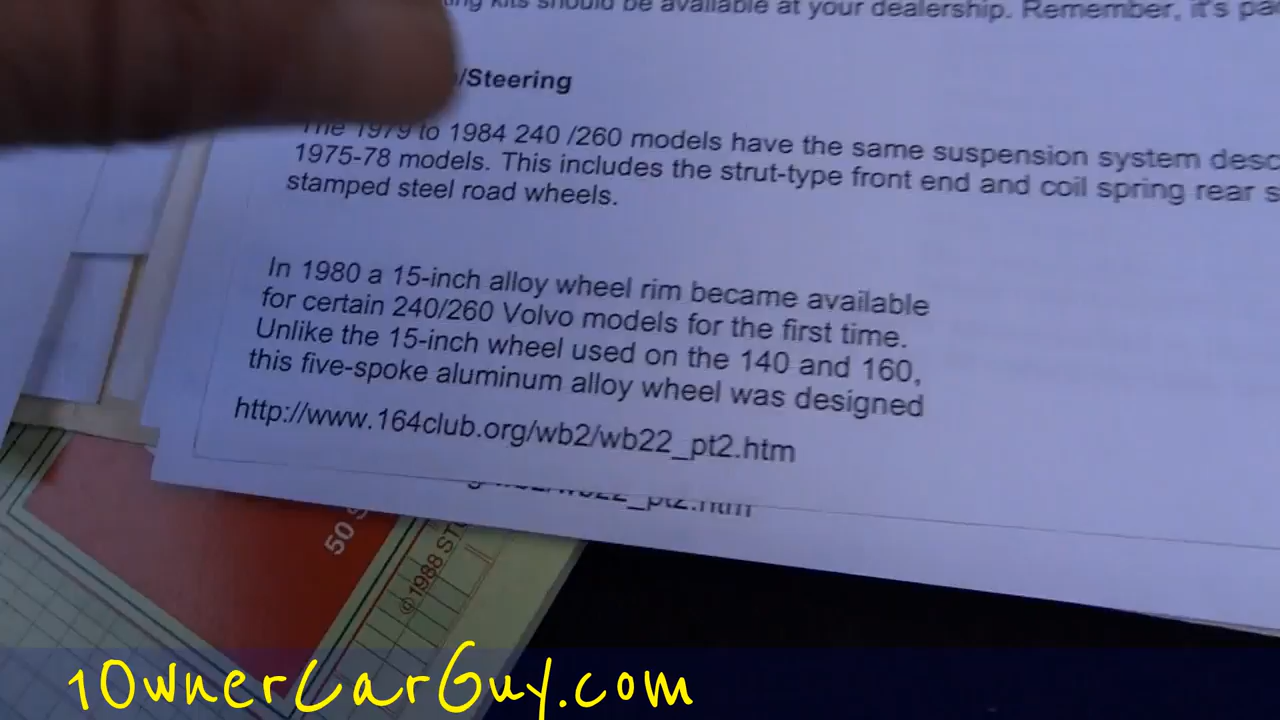 kits should be available at your dealership. Remember, it's
/Steering
The 1979 to 1984 240 /260 models have the same suspension system
1975-78 models. This includes the strut-type front end and coil spring rear
stamped steel road wheels.
In 1980 a 15-inch alloy wheel rim became available
for certain 240/260 Volvo models for the first time.
Unlike the 15-inch wheel used on the 140 and 160,
this five-spoke aluminum alloy wheel was designed
http://www.164club.org/wb2/wb22_pt2.htm
_pt2.htm
50
©1988
1OwnerCarGuy.com